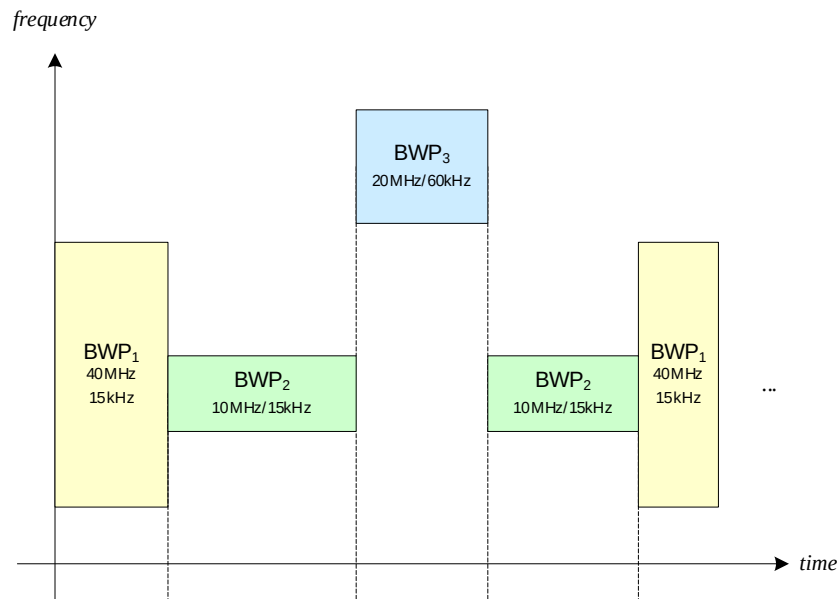 frequency
BWP₃
20MHz/60kHz
BWP₁
40MHz
15kHz
BWP₂
10MHz/15kHz
BWP₂
10MHz/15kHz
BWP₁
40MHz
15kHz
...
time